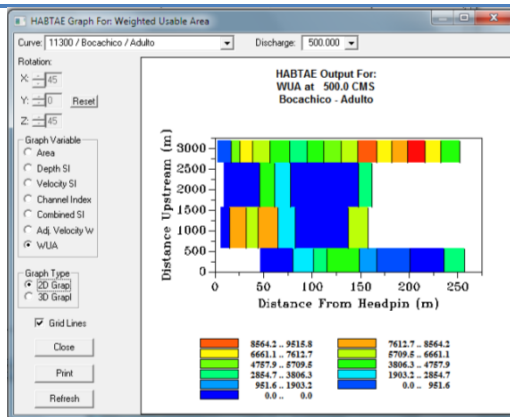 HABTAE Graph For: Weighted Usable Area
Curve: 11300 / Bocachico / Adulto Discharge: 500.000
Rotation:
X: 45
Y: 0 Reset
Z: 45
Graph Variable
Area
Depth SI
Velocity SI
Channel Index
Combined SI
Adj. Velocity W
WUA
Graph Type
2D Grap
3D Grapl
Grid Lines
Close
Print
Refresh
HABTAE Output For:
WUA at 500.0 CMS
Bocachico - Adulto
Distance Upstream (m)
3000
2500
2000
1500
1000
500
0
0 50 100 150 200 250
Distance From Headpin (m)
8564.2 .. 9515.8 7612.7 .. 8564.2
6661.1 .. 7612.7 5709.5 .. 6661.1
4757.9 .. 5709.5 3806.3 .. 4757.9
2854.7 .. 3806.3 1903.2 .. 2854.7
951.6 .. 1903.2 0.0 .. 951.6
0.0 .. 0.0